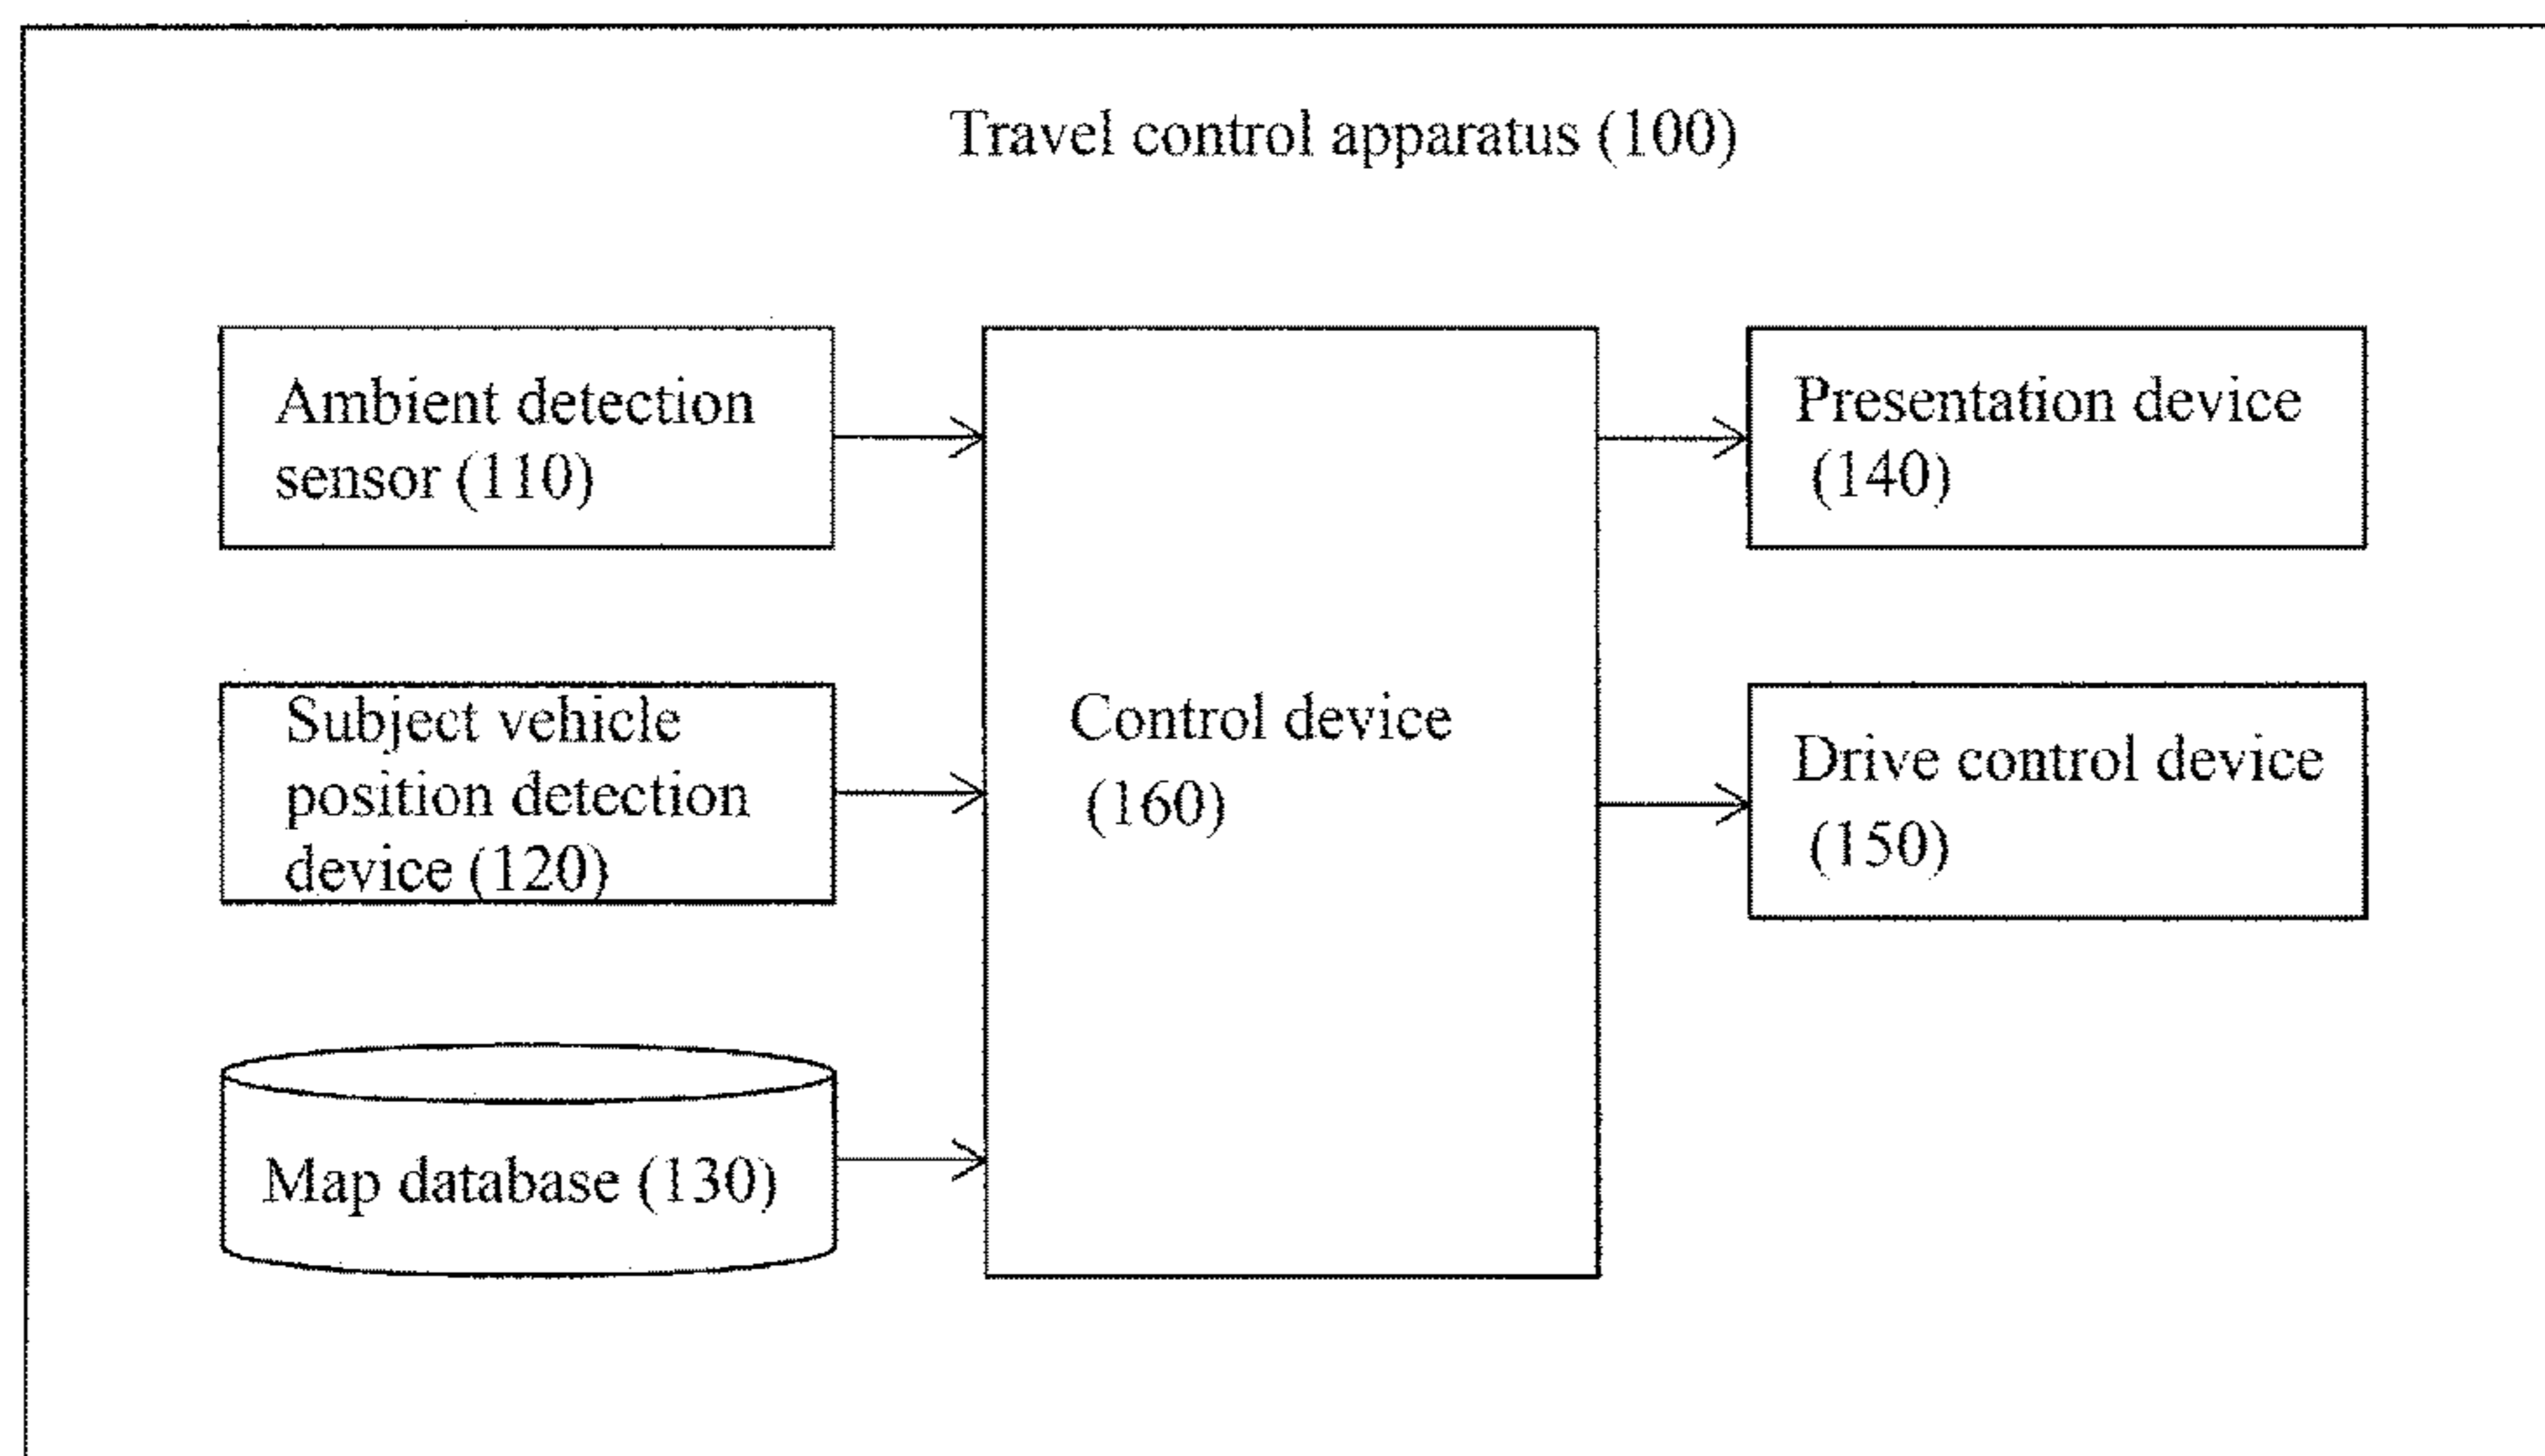 Travel control apparatus (100)
Ambient detection
sensor (110)
Subject vehicle
position detection
device (120)
Map database (130)
Control device
(160)
Presentation device
(140)
Drive control device
(150)